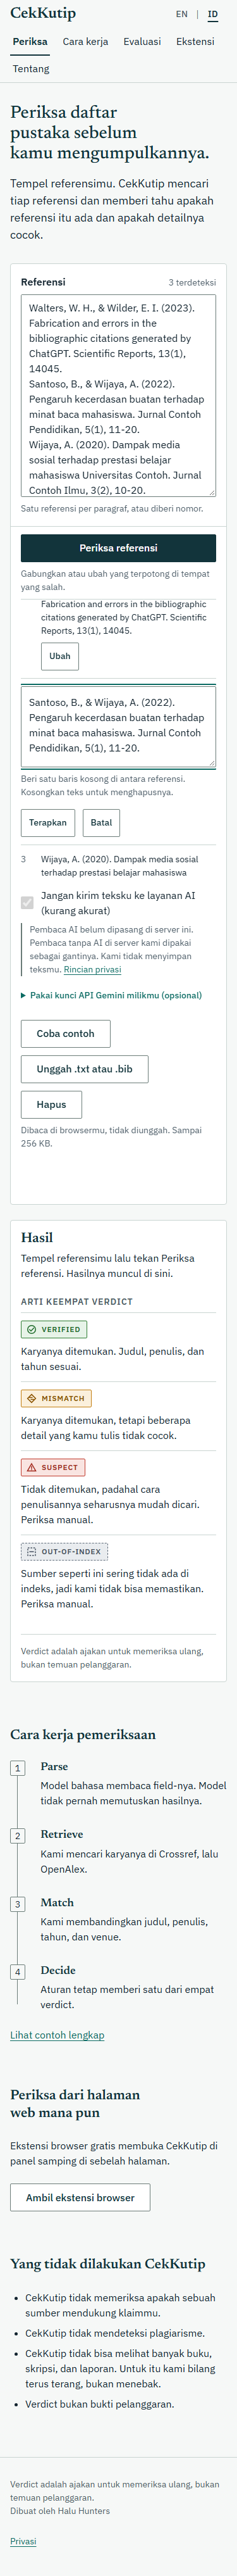 CekKutip
EN | ID
Periksa Cara kerja Evaluasi Ekstensi
Tentang
Periksa daftar
pustaka sebelum
kamu mengumpulkannya.
Tempel referensimu. CekKutip mencari
tiap referensi dan memberi tahu apakah
referensi itu ada dan apakah detailnya
cocok.
Referensi 3 terdeteksi
Walters, W. H., & Wilder, E. I. (2023).
Fabrication and errors in the
bibliographic citations generated by
ChatGPT. Scientific Reports, 13(1),
14045.
Santoso, B., & Wijaya, A. (2022).
Pengaruh kecerdasan buatan terhadap
minat baca mahasiswa. Jurnal Contoh
Pendidikan, 5(1), 11-20.
Wijaya, A. (2020). Dampak media
sosial terhadap prestasi belajar
mahasiswa Universitas Contoh. Jurnal
Contoh Ilmu, 3(2), 10-20.
Satu referensi per paragraf, atau diberi nomor.
Periksa referensi
Gabungkan atau ubah yang terpotong di tempat
yang salah.
Fabrication and errors in the bibliographic
citations generated by ChatGPT. Scientific
Reports, 13(1), 14045.
Ubah
Santoso, B., & Wijaya, A. (2022).
Pengaruh kecerdasan buatan terhadap
minat baca mahasiswa. Jurnal Contoh
Pendidikan, 5(1), 11-20.
Beri satu baris kosong di antara referensi.
Kosongkan teks untuk menghapusnya.
Terapkan Batal
3 Wijaya, A. (2020). Dampak media sosial
terhadap prestasi belajar mahasiswa
Jangan kirim teksku ke layanan AI
(kurang akurat)
Pembaca AI belum dipasang di server ini.
Pembaca tanpa AI di server kami dipakai
sebagai gantinya. Kami tidak menyimpan
teksmu. Rincian privasi
Pakai kunci API Gemini milikmu (opsional)
Coba contoh
Unggah .txt atau .bib
Hapus
Dibaca di browsermu, tidak diunggah. Sampai
256 KB.
Hasil
Tempel referensimu lalu tekan Periksa
referensi. Hasilnya muncul di sini.
ARTI KEEMPAT VERDICT
VERIFIED
Karyanya ditemukan. Judul, penulis, dan
tahun sesuai.
MISMATCH
Karyanya ditemukan, tetapi beberapa
detail yang kamu tulis tidak cocok.
SUSPECT
Tidak ditemukan, padahal cara
penulisannya seharusnya mudah dicari.
Periksa manual.
OUT-OF-INDEX
Sumber seperti ini sering tidak ada di
indeks, jadi kami tidak bisa memastikan.
Periksa manual.
Verdict adalah ajakan untuk memeriksa ulang,
bukan temuan pelanggaran.
Cara kerja pemeriksaan
1 Parse
Model bahasa membaca field-nya. Model
tidak pernah memutuskan hasilnya.
2 Retrieve
Kami mencari karyanya di Crossref, lalu
OpenAlex.
3 Match
Kami membandingkan judul, penulis,
tahun, dan venue.
4 Decide
Aturan tetap memberi satu dari empat
verdict.
Lihat contoh lengkap
Periksa dari halaman
web mana pun
Ekstensi browser gratis membuka CekKutip di
panel samping di sebelah halaman.
Ambil ekstensi browser
Yang tidak dilakukan CekKutip
• CekKutip tidak memeriksa apakah sebuah
sumber mendukung klaimmu.
• CekKutip tidak mendeteksi plagiarisme.
• CekKutip tidak bisa melihat banyak buku,
skripsi, dan laporan. Untuk itu kami bilang
terus terang, bukan menebak.
• Verdict bukan bukti pelanggaran.
Verdict adalah ajakan untuk memeriksa ulang, bukan
temuan pelanggaran.
Dibuat oleh Halu Hunters
Privasi